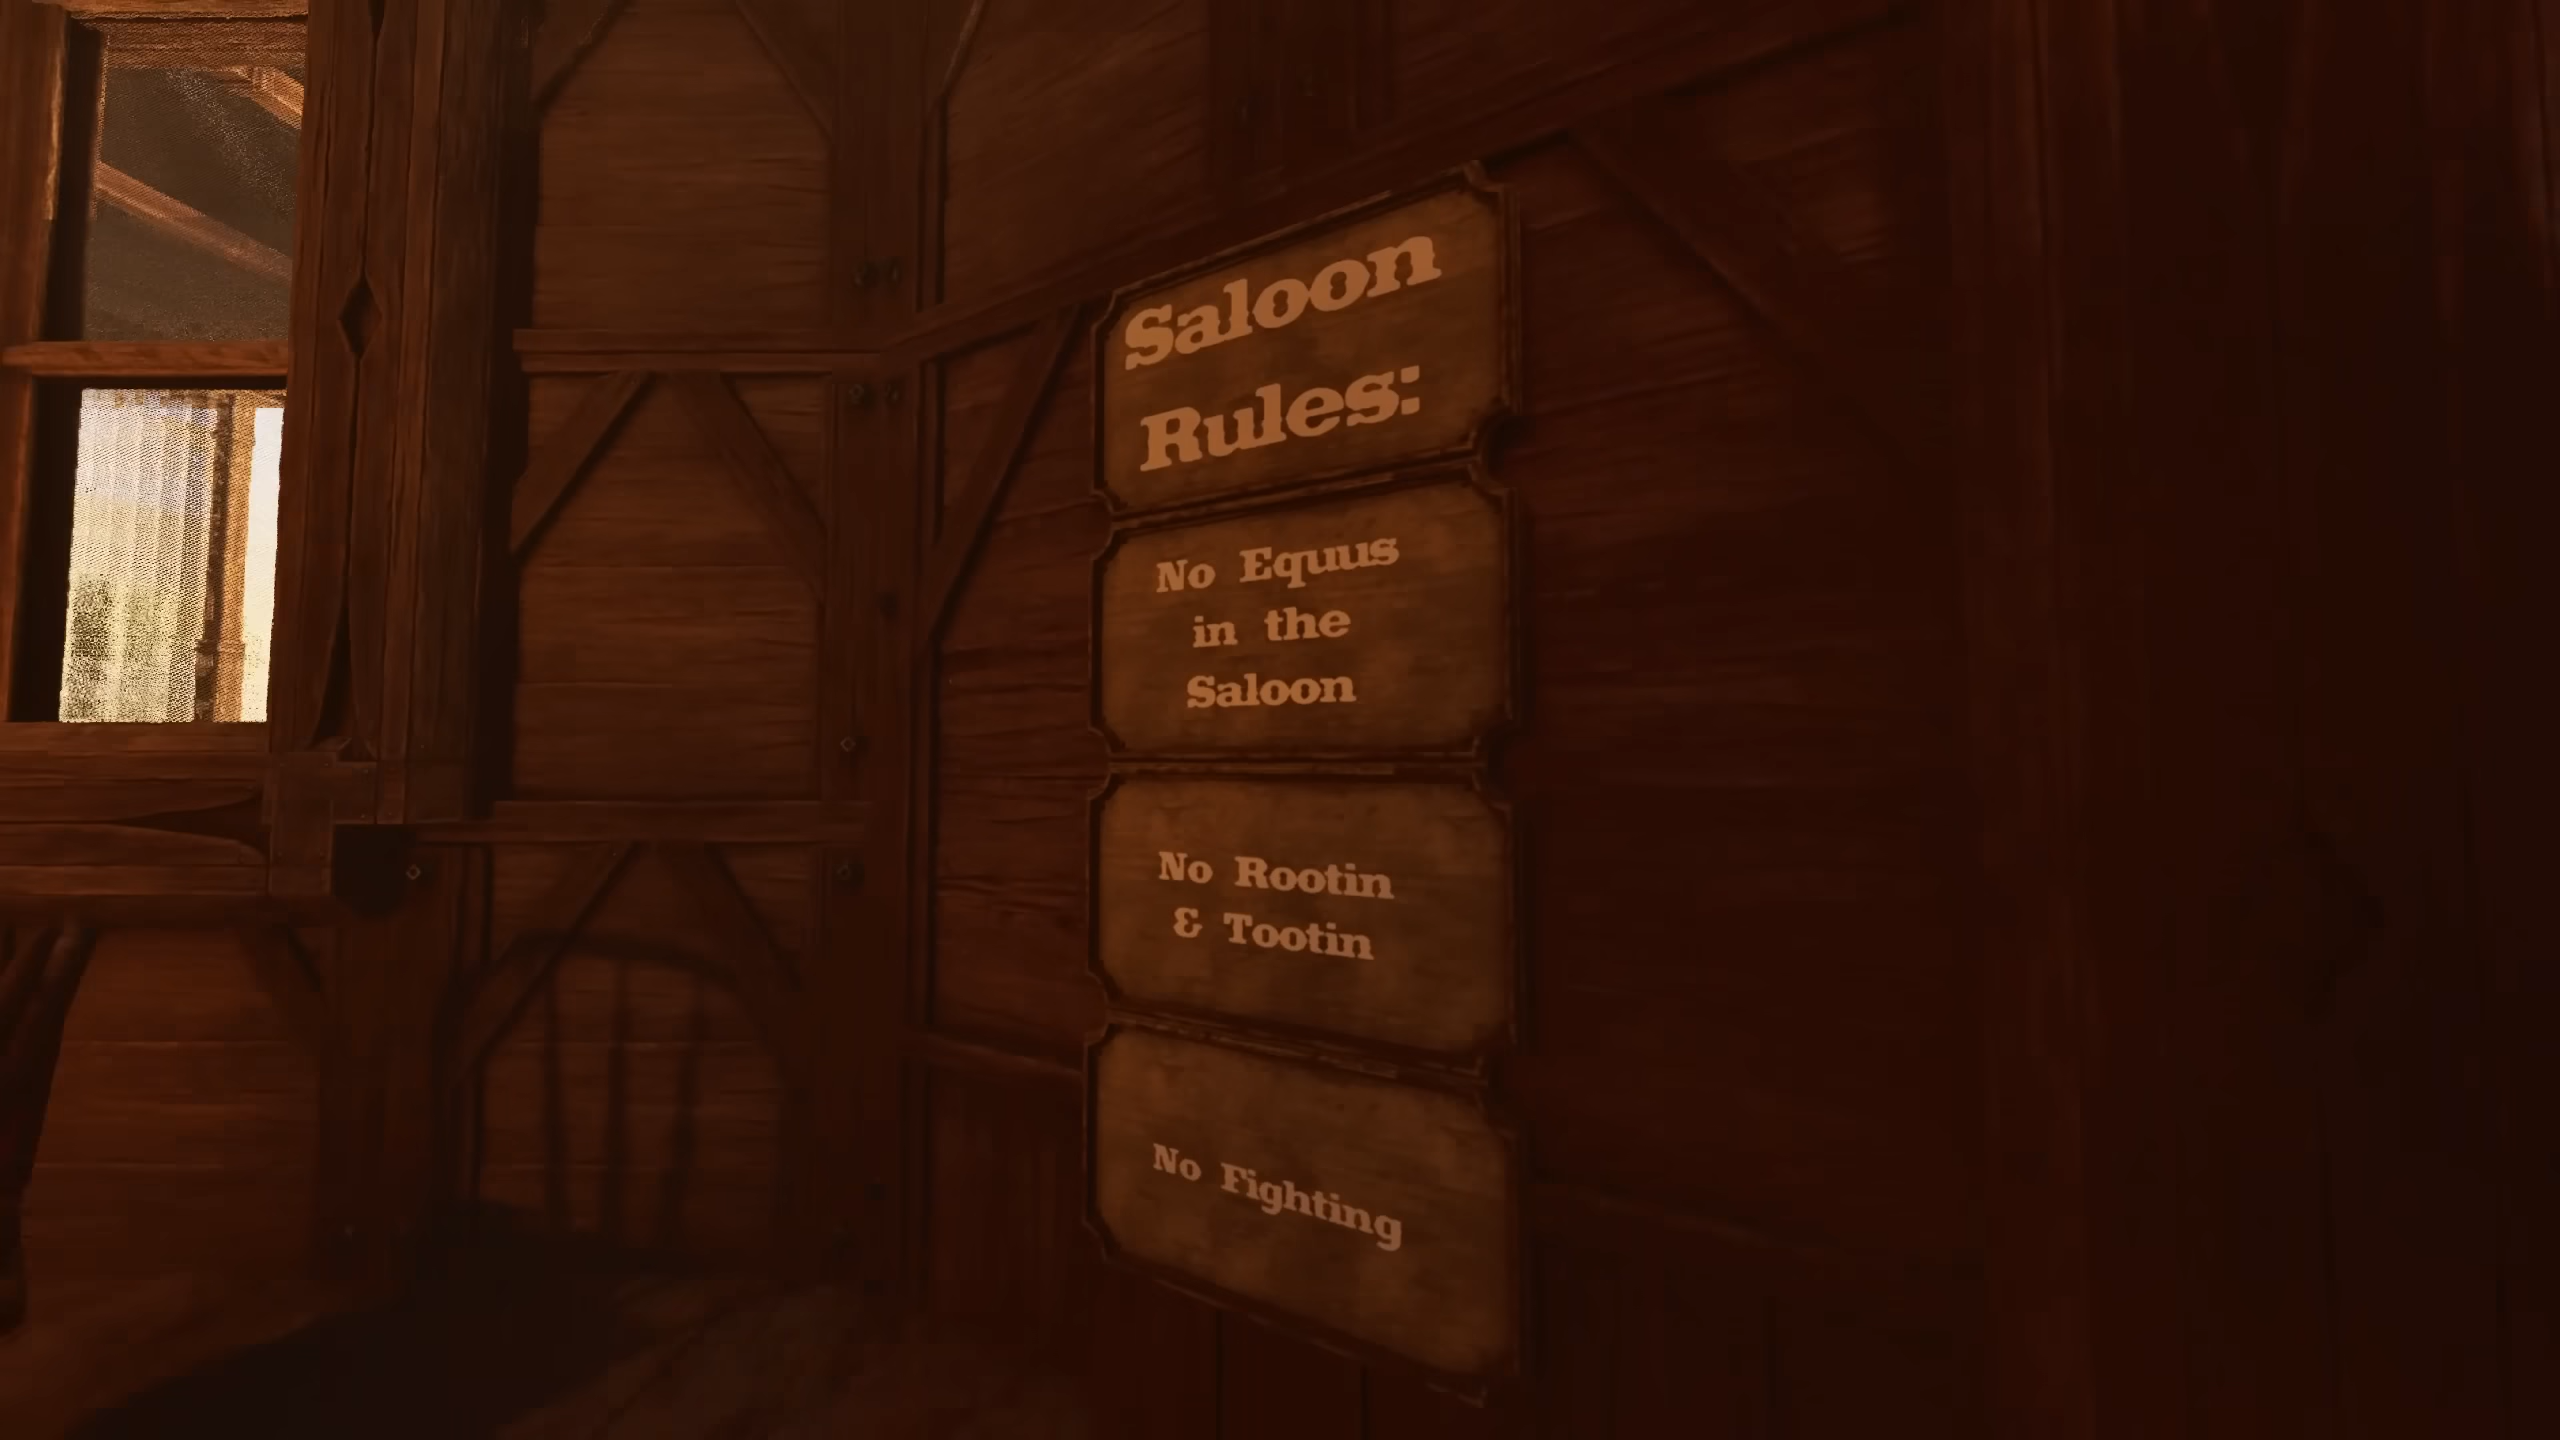 Saloon
Rules:
No Equus
in the
Saloon
No Rootin
& Tootin
No Fighting